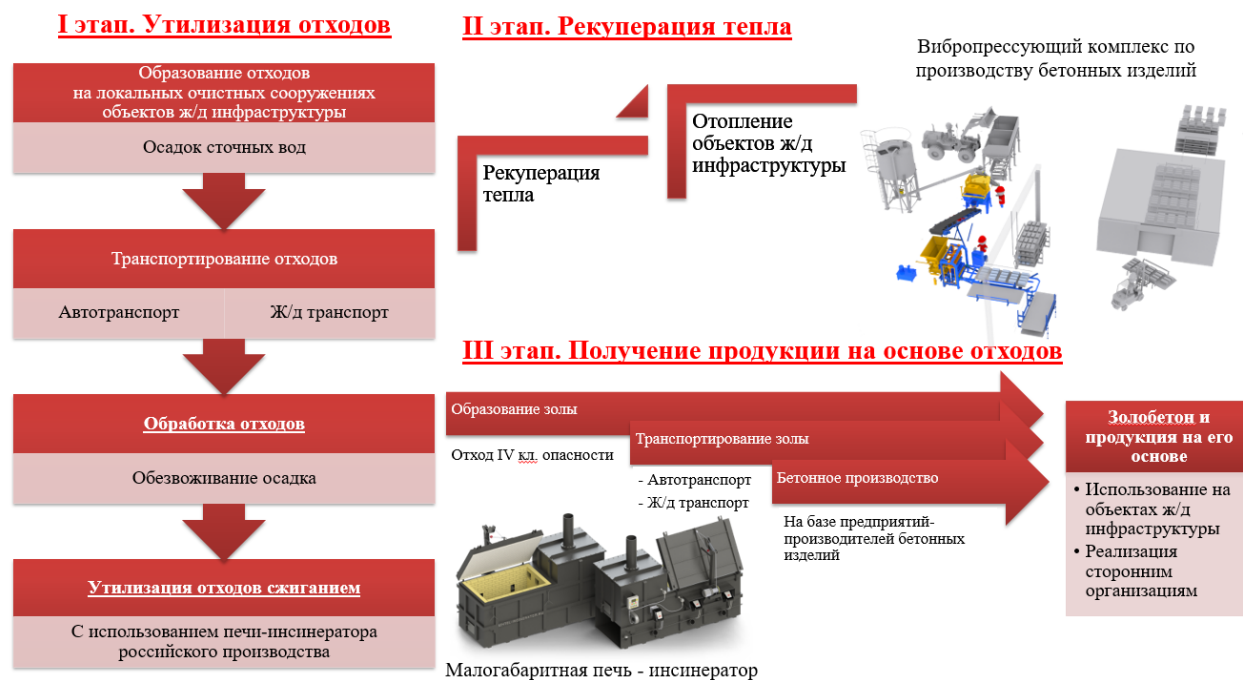 I этап. Утилизация отходов
Образование отходов
на локальных очистных сооружениях
объектов ж/д инфраструктуры
Осадок сточных вод
Транспортирование отходов
Автотранспорт
Ж/д транспорт
Обработка отходов
Обезвоживание осадка
Утилизация отходов сжиганием
С использованием печи-инсинератора
российского производства
II этап. Рекуперация тепла
Рекуперация
тепла
Отопление
объектов ж/д
инфраструктуры
Вибропрессующий комплекс по
производству бетонных изделий
III этап. Получение продукции на основе отходов
Образование золы
Отход IV кл. опасности
Транспортирование золы
- Автотранспорт
- Ж/д транспорт
Бетонное производство
На базе предприятий-
производителей бетонных
изделий
Малогабаритная печь - инсинератор
Золобетон и
продукция на его
основе
• Использование на
объектах ж/д
инфраструктуры
• Реализация
сторонним
организациям